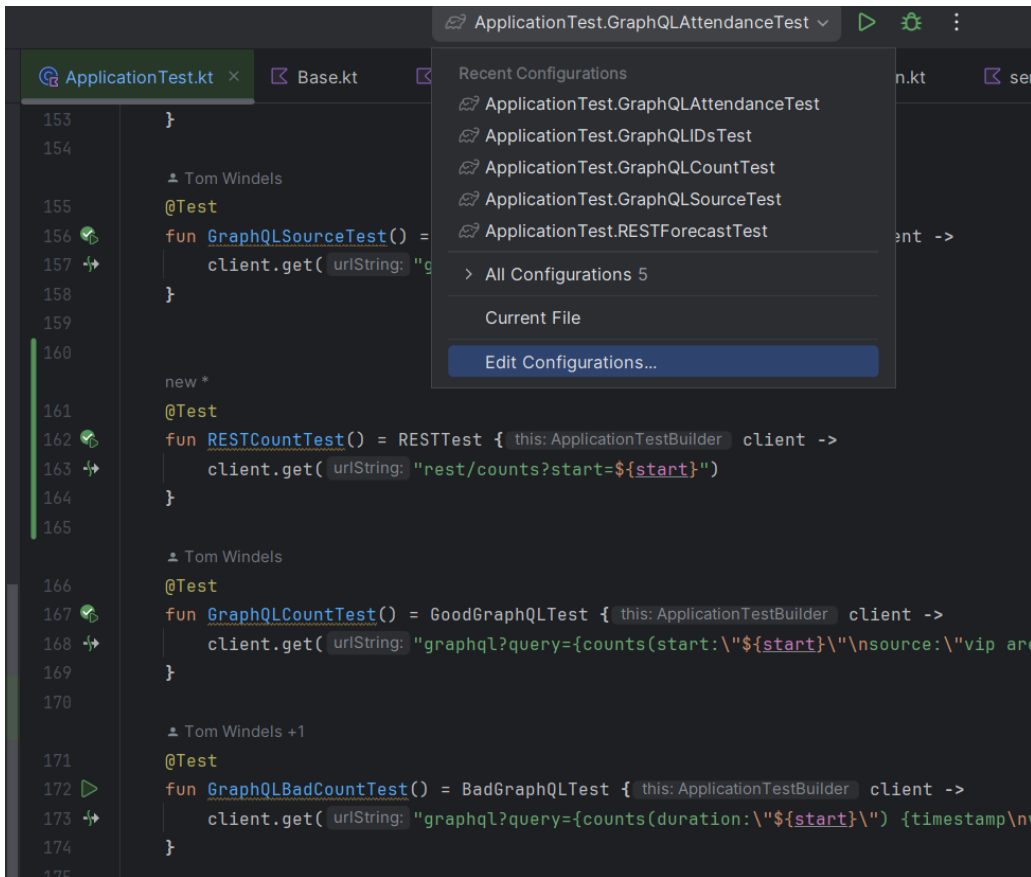 ApplicationTest.GraphQLAttendanceTest
ApplicationTest.kt
Base.kt
n.kt
se
Recent Configurations
ApplicationTest.GraphQLAttendanceTest
ApplicationTest.GraphQLIDsTest
ApplicationTest.GraphQLCountTest
ApplicationTest.GraphQLSourceTest
ApplicationTest.RESTForecastTest
All Configurations 5
Current File
Edit Configurations...
153 }
154
Tom Windels
155 @Test
156 fun GraphQLSourceTest() = ent ->
157 client.get( urlString: "g
158 }
159
160
new *
161 @Test
162 fun RESTCountTest() = RESTTest { this: ApplicationTestBuilder client ->
163 client.get( urlString: "rest/counts?start=${start}")
164 }
165
Tom Windels
166 @Test
167 fun GraphQLCountTest() = GoodGraphQLTest { this: ApplicationTestBuilder client ->
168 client.get( urlString: "graphql?query={counts(start:\"${start}\"\nsource:\"vip are
169 }
170
Tom Windels +1
171 @Test
172 fun GraphQLBadCountTest() = BadGraphQLTest { this: ApplicationTestBuilder client ->
173 client.get( urlString: "graphql?query={counts(duration:\"${start}\") {timestamp\n
174 }
175